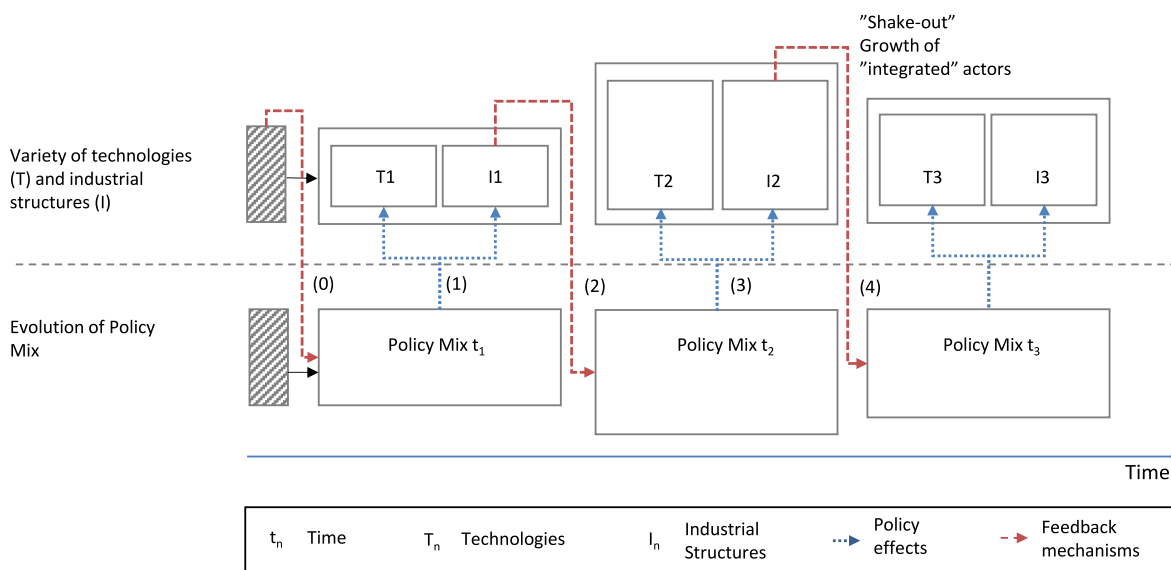 ”Shake-out”
Growth of
”integrated” actors
Variety of technologies
(T) and industrial
structures (I)
T1
I1
T2
I2
T3
I3
(0)
(1)
(2)
(3)
(4)
Evolution of Policy
Mix
Policy Mix t₁
Policy Mix t₂
Policy Mix t₃
Time
tₙ Time
Tₙ Technologies
Iₙ Industrial
Structures
Policy
effects
Feedback
mechanisms